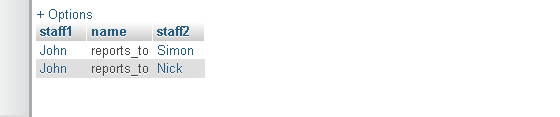 + Options
staff1 name staff2
John reports_to Simon
John reports_to Nick